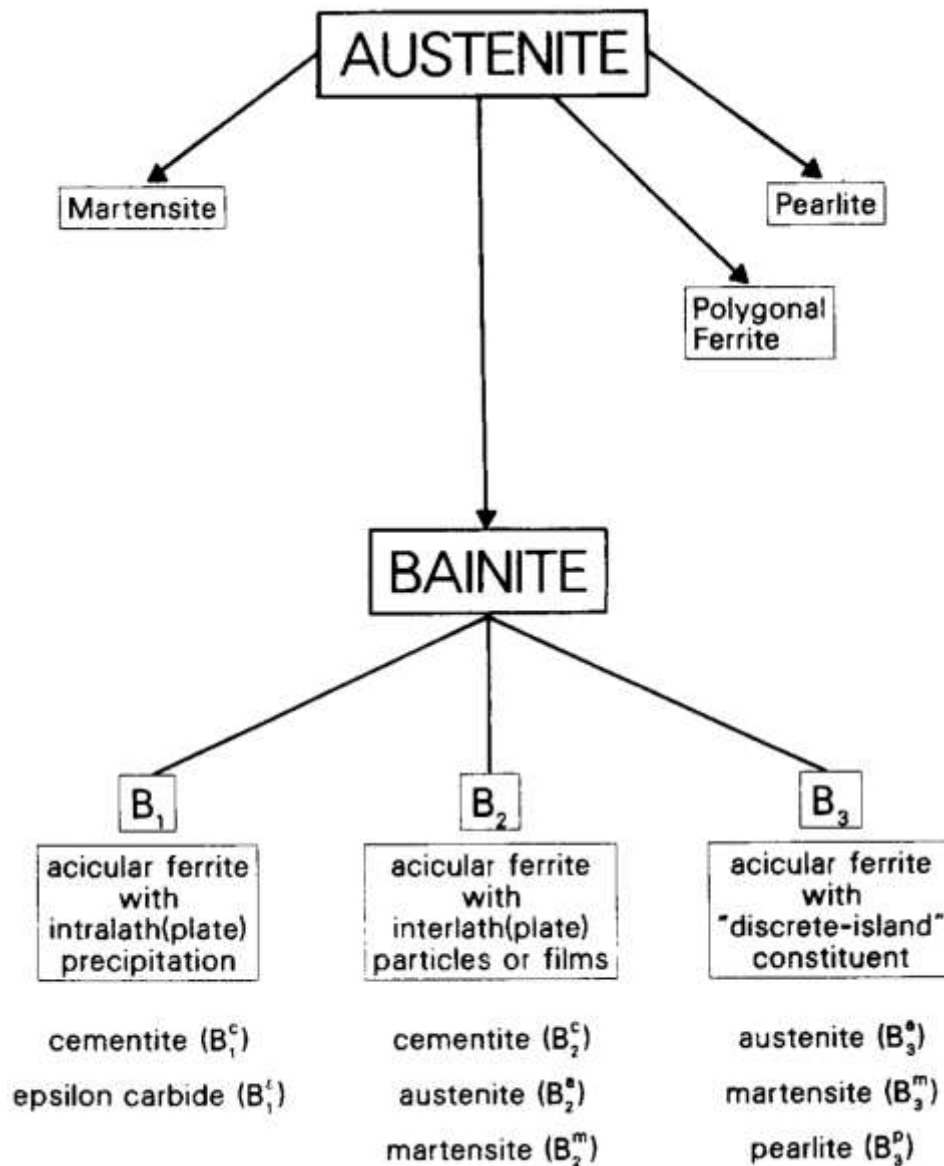 AUSTENITE
Martensite
Pearlite
Polygonal
Ferrite
BAINITE
B₁
acicular ferrite
with
intralath(plate)
precipitation
cementite (B₁ᶜ)
epsilon carbide (B₁ᵋ)
B₂
acicular ferrite
with
interlath(plate)
particles or films
cementite (B₂ᶜ)
austenite (B₂ᵃ)
martensite (B₂ᵐ)
B₃
acicular ferrite
with
"discrete-island"
constituent
austenite (B₃ᵃ)
martensite (B₃ᵐ)
pearlite (B₃ᵖ)